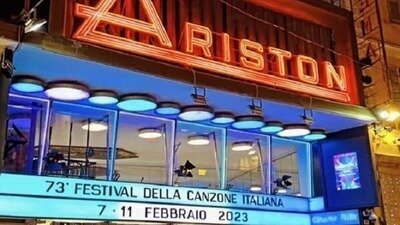 ARISTON
73° FESTIVAL DELLA CANZONE ITALIANA
7 - 11 FEBBRAIO 2023